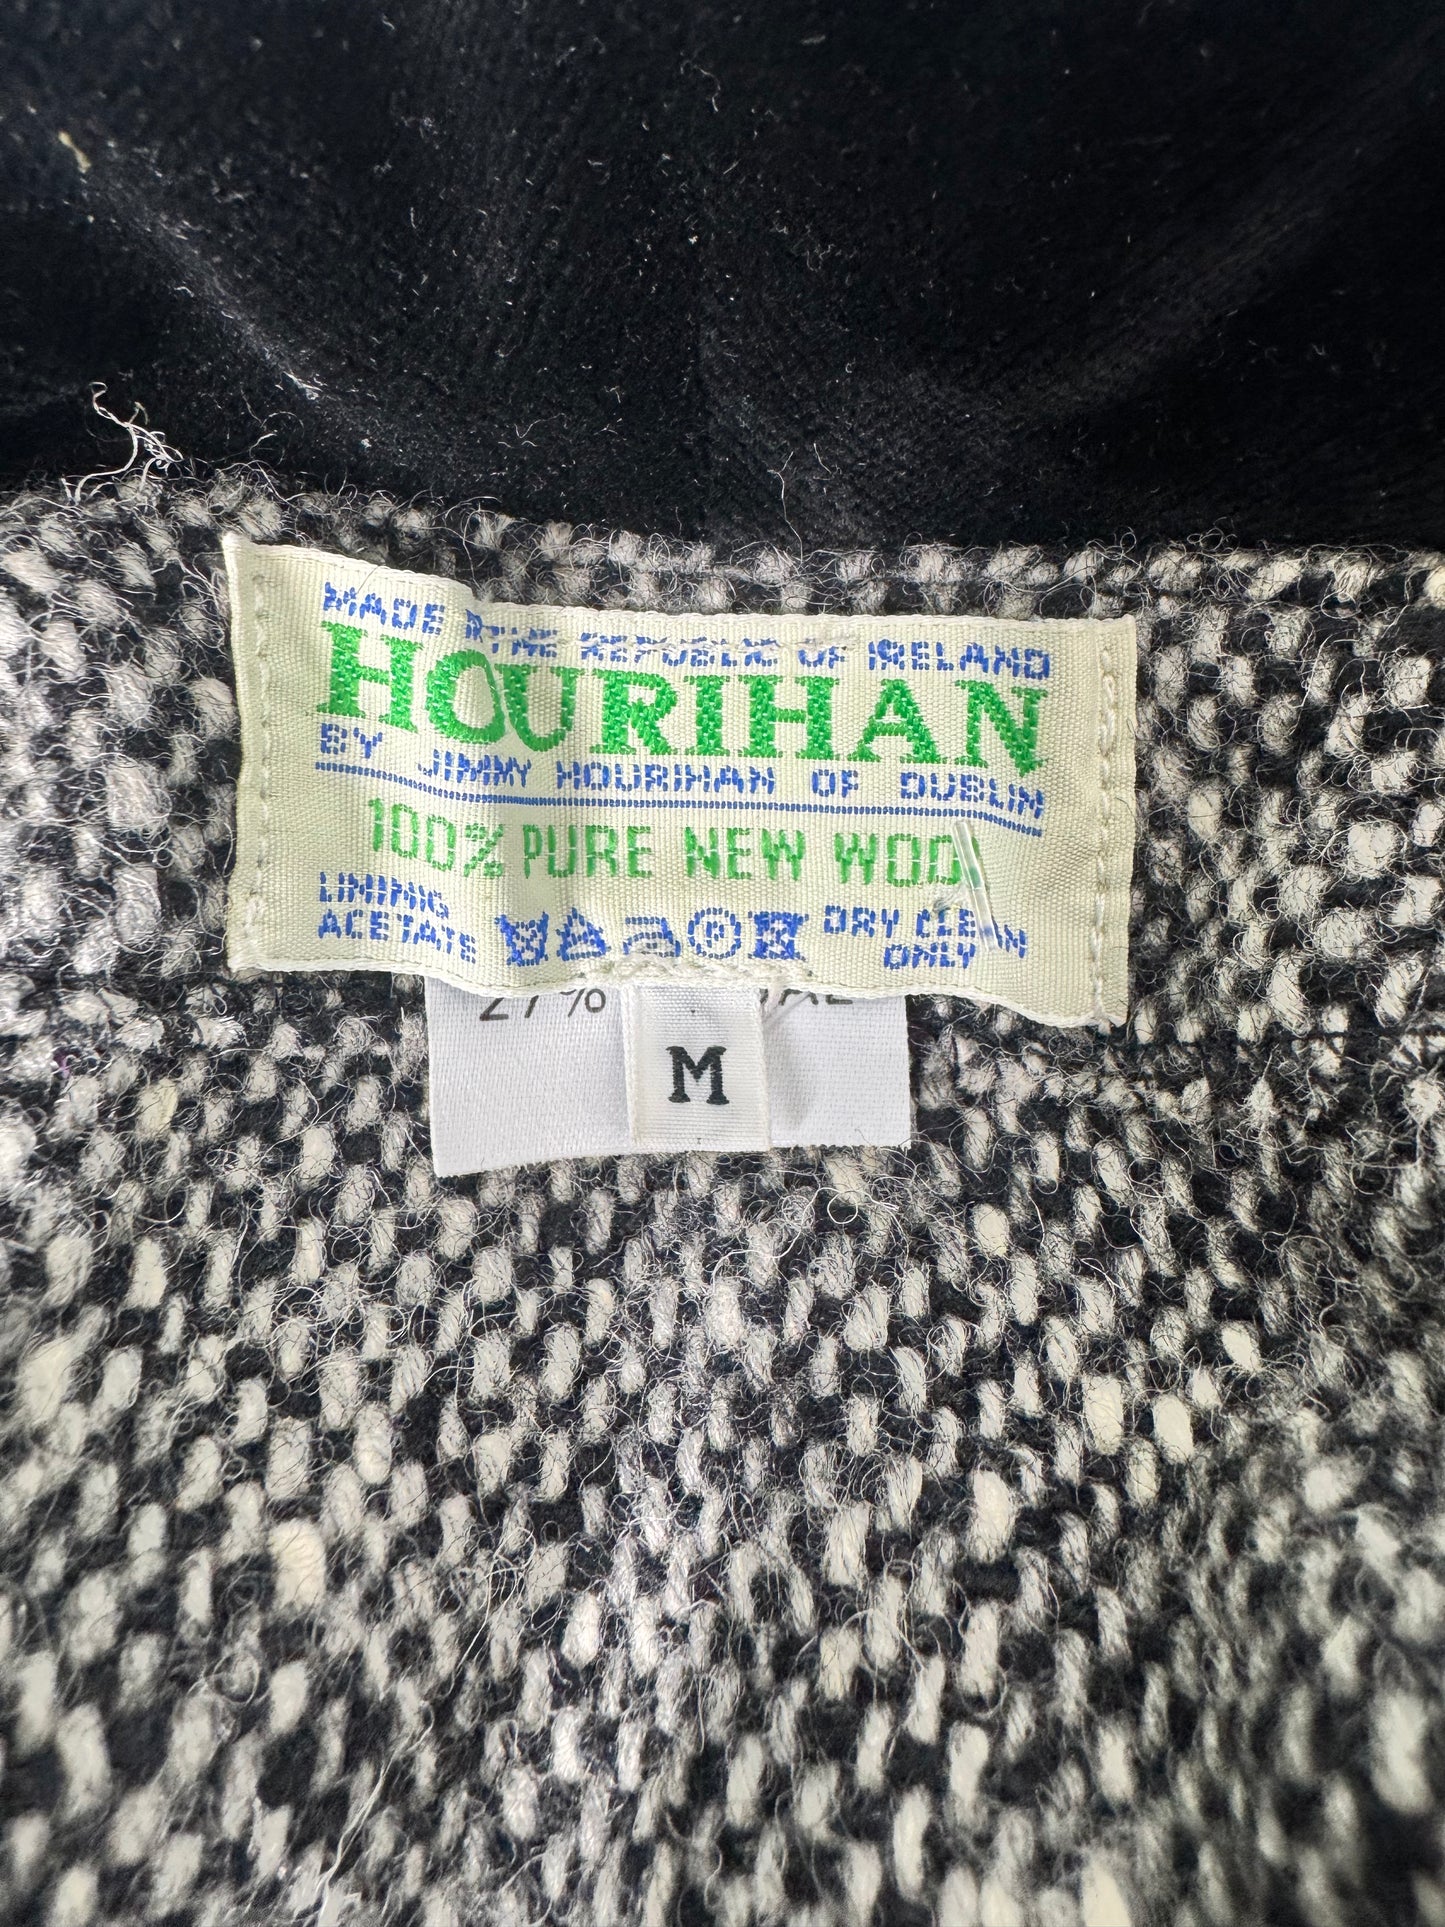 MADE IN THE REPUBLIC OF IRELAND
HOURIHAN
BY JIMMY HOURIHAN OF DUBLIN
100% PURE NEW WOOL
LINING
ACETATE
P
DRY CLEAN
ONLY
27%
M